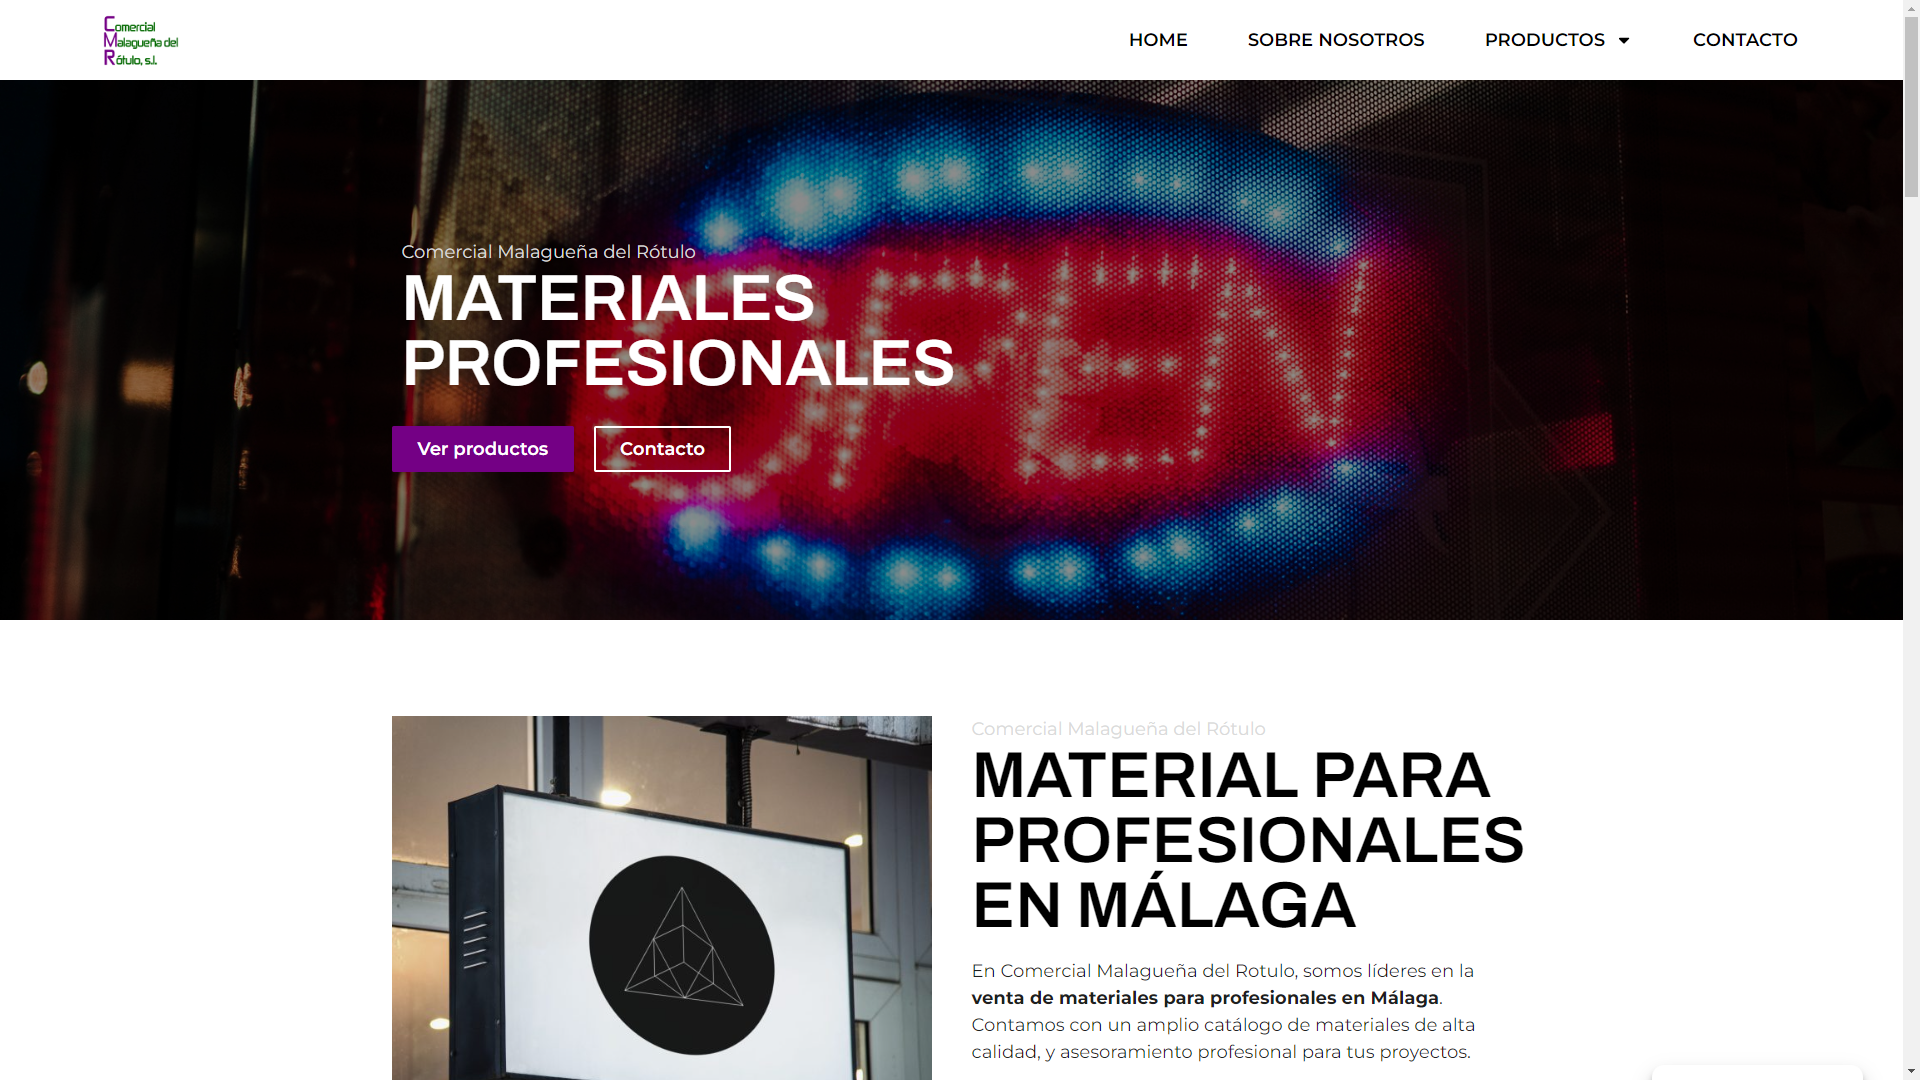 Comercial
Malagueña del
Rótulo, s.l.
HOME
SOBRE NOSOTROS
PRODUCTOS
CONTACTO
OPEN
Comercial Malagueña del Rótulo
MATERIALES
PROFESIONALES
Ver productos
Contacto
Comercial Malagueña del Rótulo
MATERIAL PARA
PROFESIONALES
EN MÁLAGA
En Comercial Malagueña del Rotulo, somos líderes en la
venta de materiales para profesionales en Málaga.
Contamos con un amplio catálogo de materiales de alta
calidad, y asesoramiento profesional para tus proyectos.